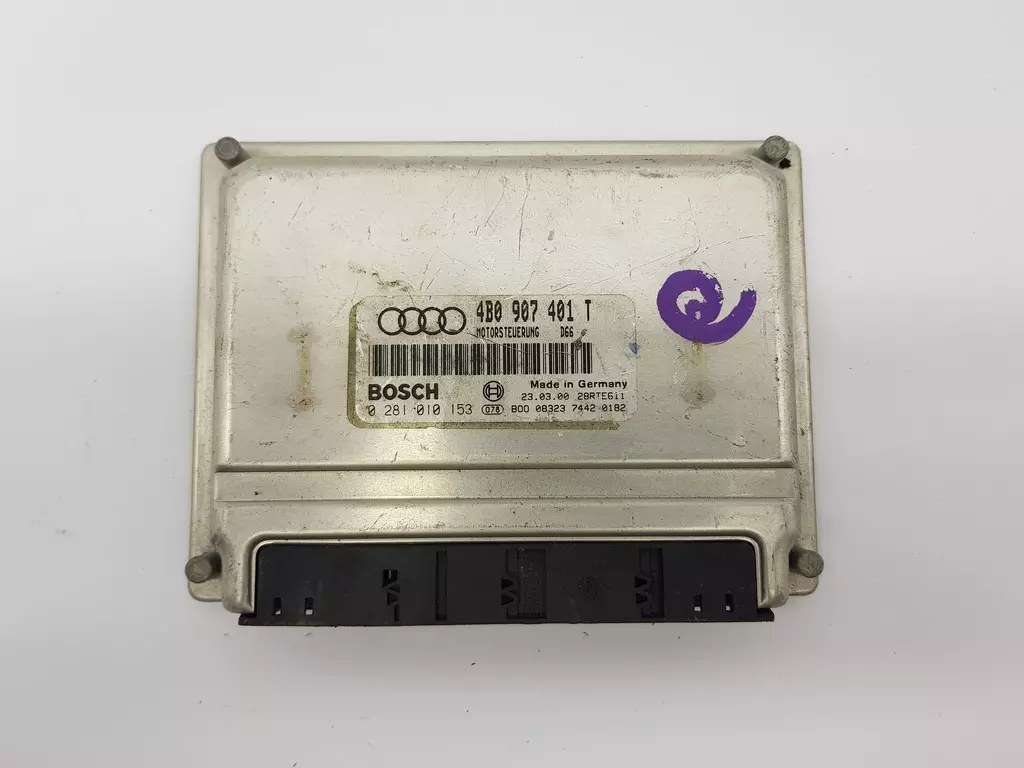 4B0 907 401 T
MOTORSTEUERUNG D66
BOSCH
Made in Germany
23.03.00 28RTE611
0 281 010 153 078 B00 08323 7442 0182